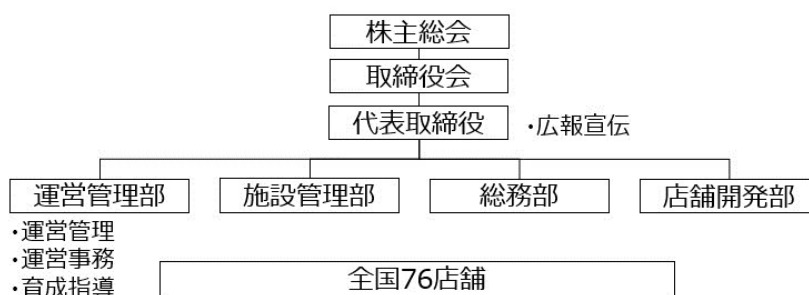 株主総会
取締役会
代表取締役 ・広報宣伝
運営管理部 施設管理部 総務部 店舗開発部
・運営管理
・運営事務
・育成指導
全国76店舗